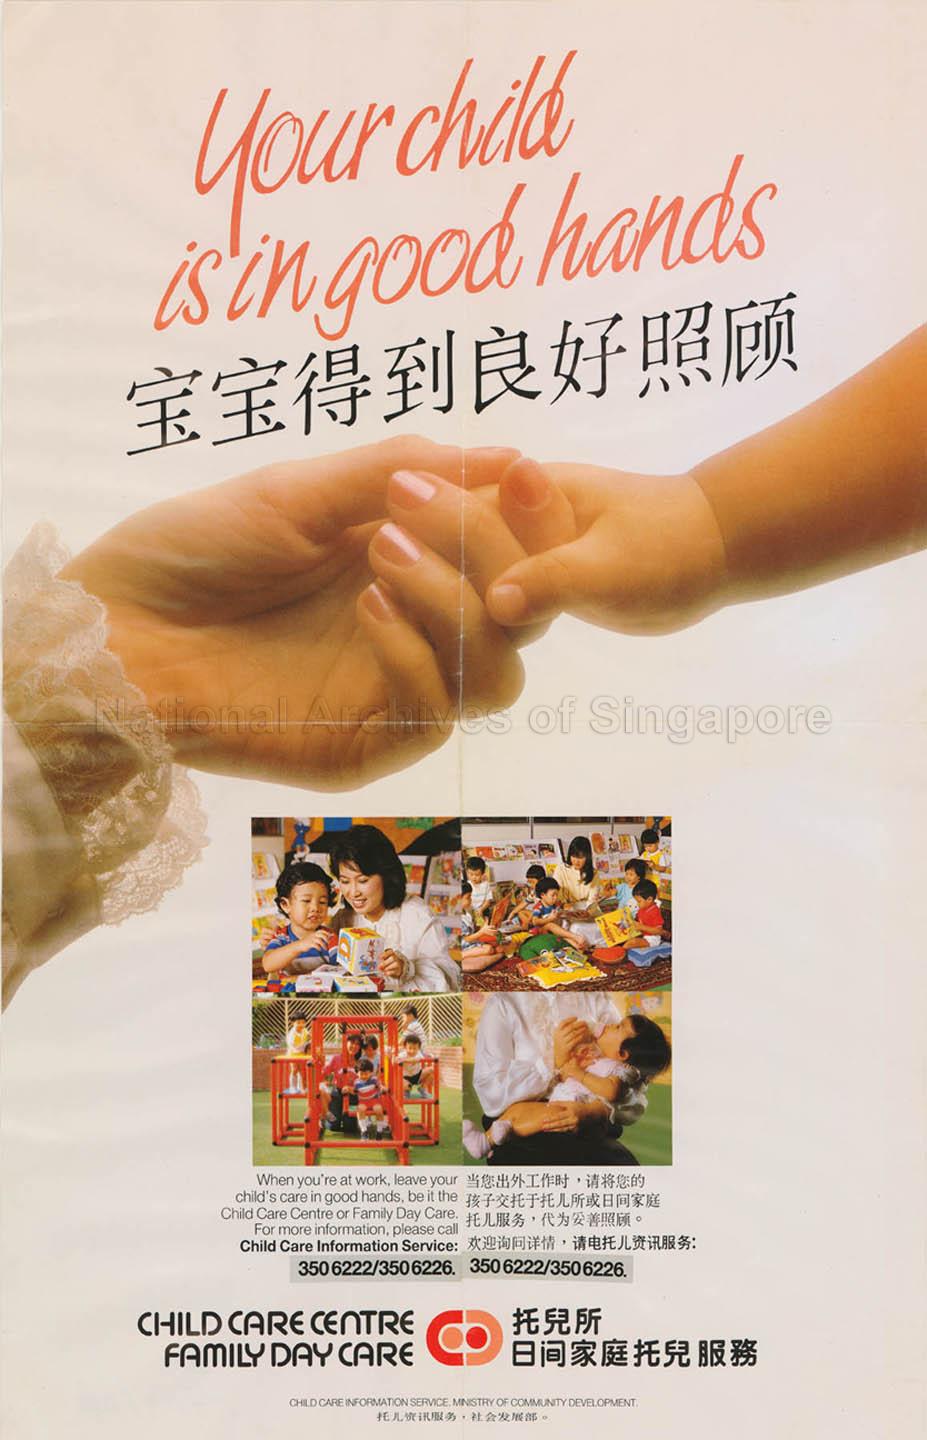 Your child
is in good hands
宝宝得到良好照顾
National Archives of Singapore
When you're at work, leave your
child's care in good hands, be it the
Child Care Centre or Family Day Care.
For more information, please call
Child Care Information Service:
350 6222/350 6226.
当您出外工作时，请将您的
孩子交托于托儿所或日间家庭
托儿服务，代为妥善照顾。
欢迎询问详情，请电托儿资讯服务：
350 6222/350 6226.
CHILD CARE CENTRE
FAMILY DAY CARE
托兒所
日间家庭托兒服務
CHILD CARE INFORMATION SERVICE. MINISTRY OF COMMUNITY DEVELOPMENT.
托儿资讯服务，社会发展部。